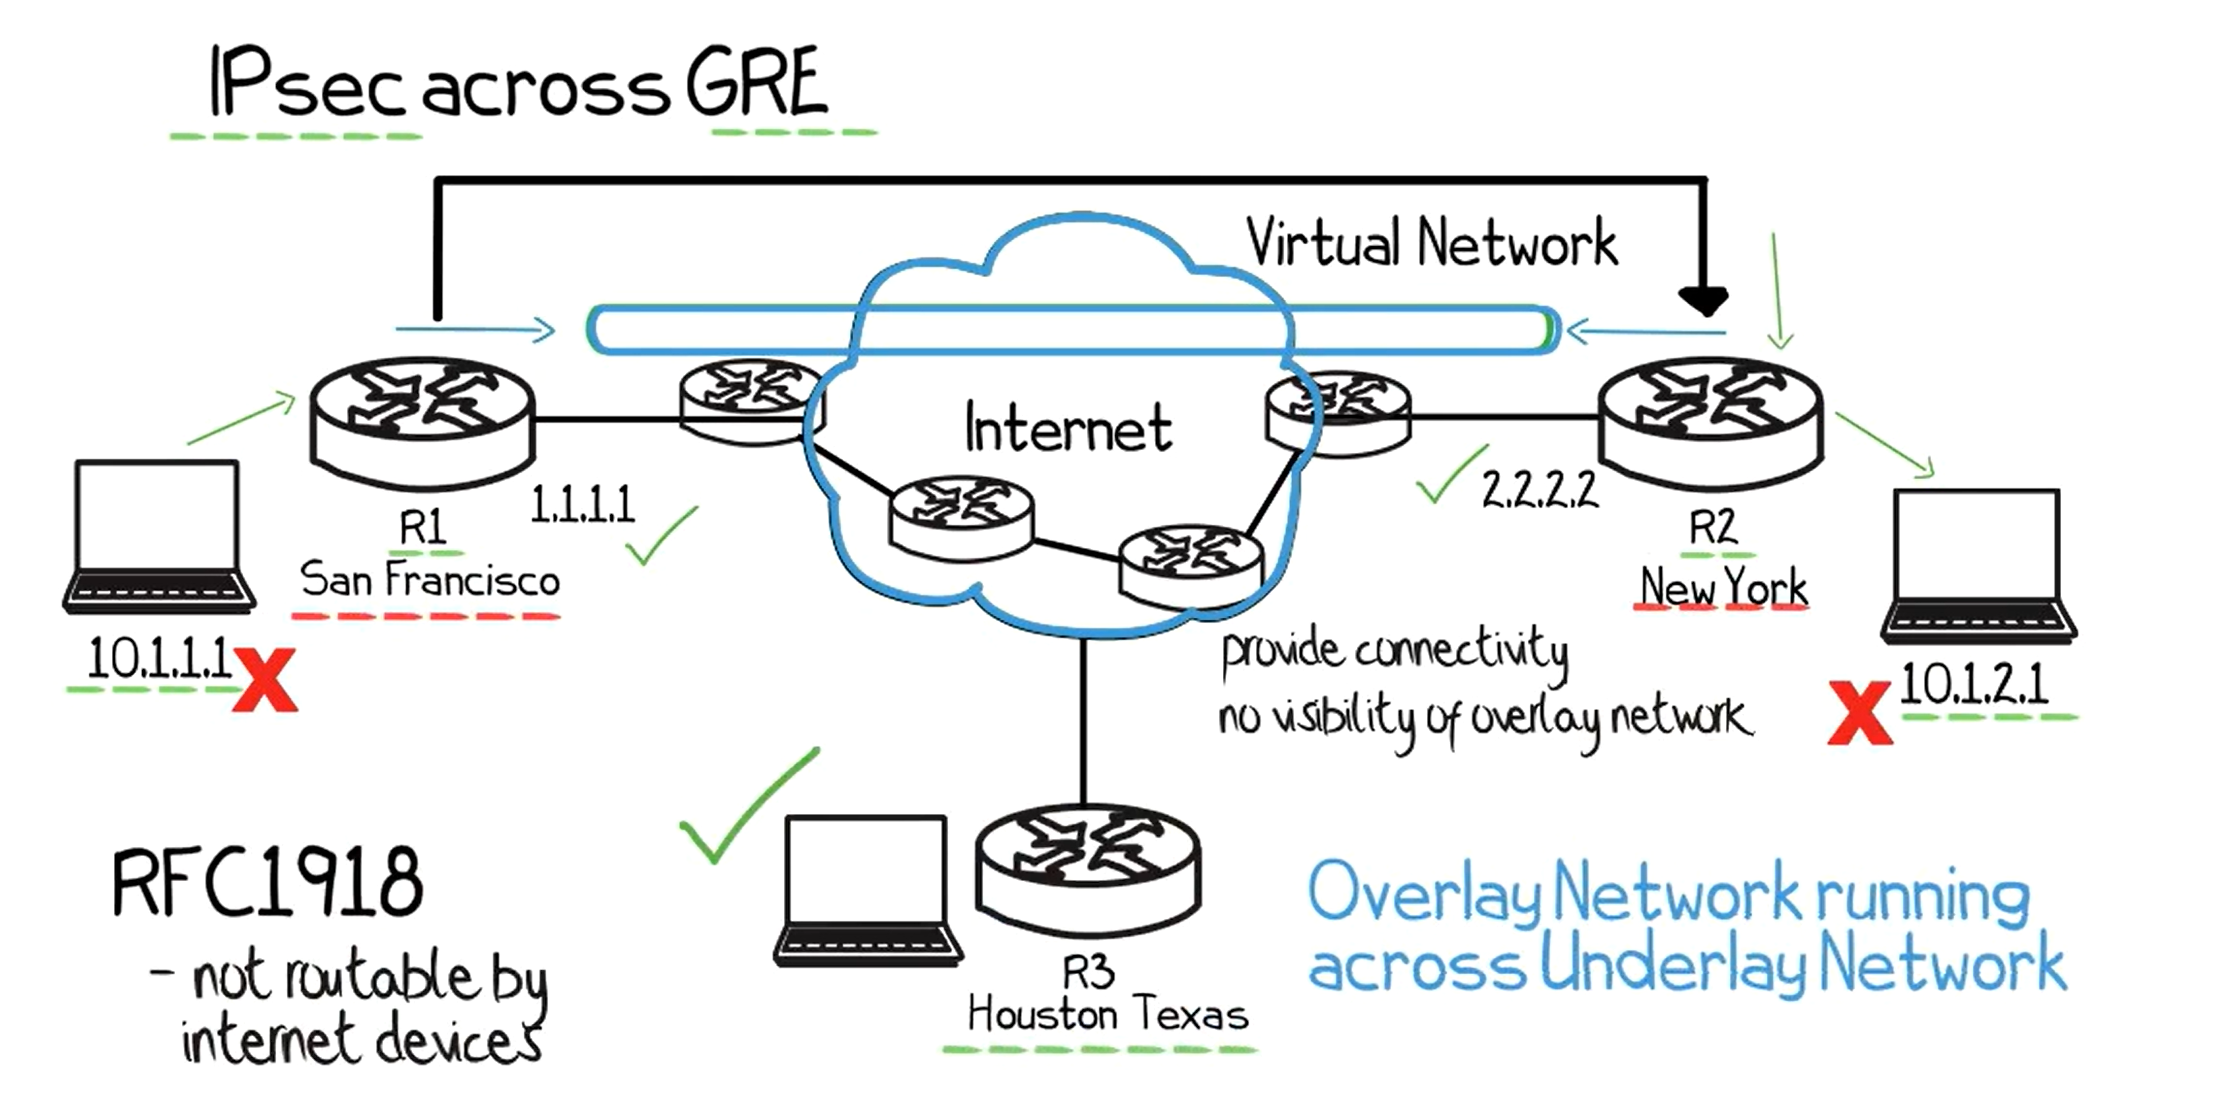 IPsec across GRE
Virtual Network
Internet
1.1.1.1
2.2.2.2
R1
San Francisco
R2
New York
10.1.1.1
X
provide connectivity
no visibility of overlay network
X
10.1.2.1
RFC1918
- not routable by
internet devices
R3
Houston Texas
Overlay Network running
across Underlay Network